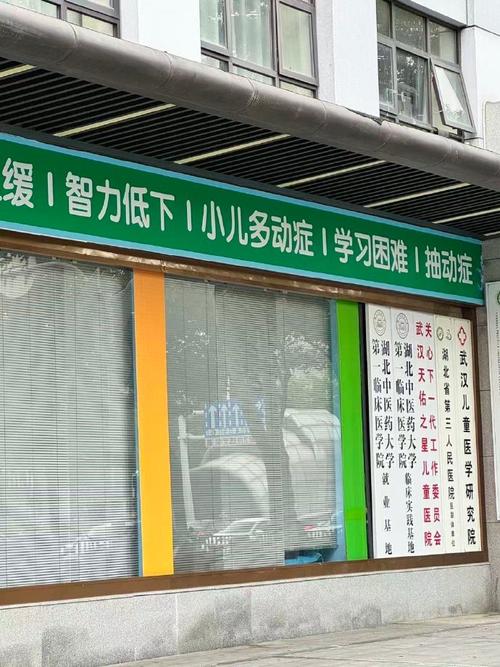 缓 | 智力低下 | 小儿多动症 | 学习困难 | 抽动症
湖北中医药大学
第一临床医学院 就业基地
湖北中医药大学
第一临床医学院 临床实践基地
关心下一代工作委员会
武汉天佑之星儿童医院
湖北省第三人民医院
武汉儿童医学研究院